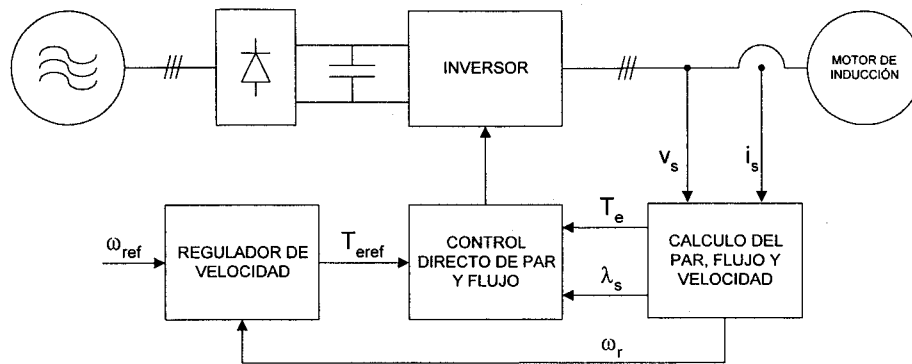 INVERSOR
MOTOR DE
INDUCCIÓN
v_s
i_s
ω_ref
REGULADOR DE
VELOCIDAD
T_eref
CONTROL
DIRECTO DE PAR
Y FLUJO
T_e
λ_s
CALCULO DEL
PAR, FLUJO Y
VELOCIDAD
ω_r